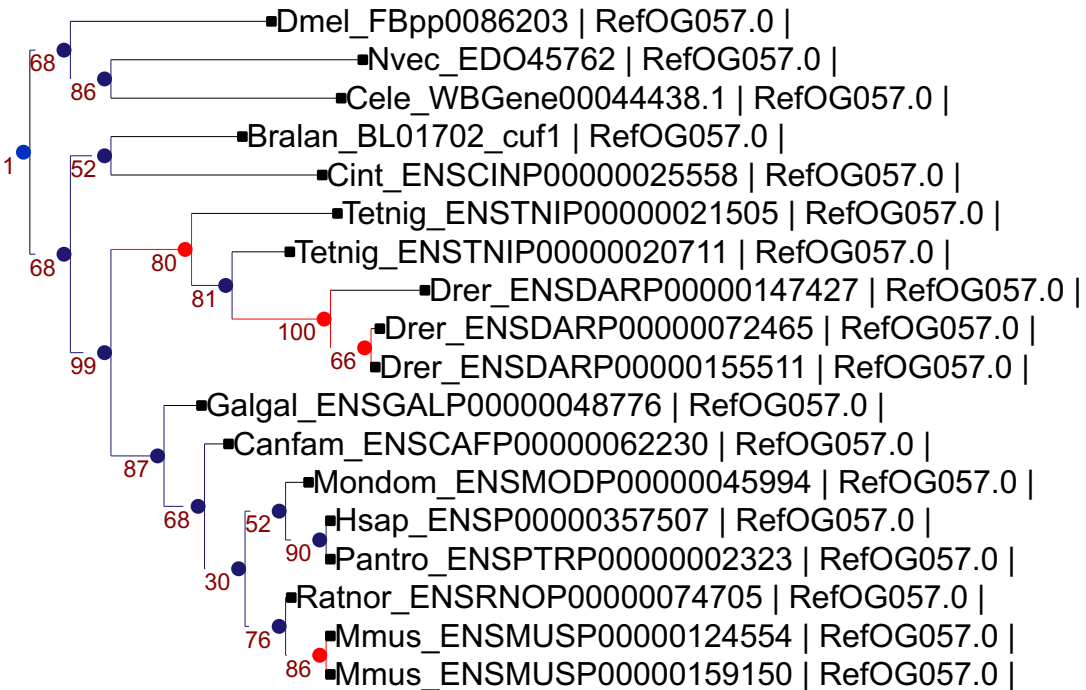 Dmel_FBpp0086203 | RefOG057.0 |
68
Nvec_EDO45762 | RefOG057.0 |
86
Cele_WBGene00044438.1 | RefOG057.0 |
Bralan_BL01702_cuf1 | RefOG057.0 |
1
52
Cint_ENSCINP00000025558 | RefOG057.0 |
Tetnig_ENSTNIP00000021505 | RefOG057.0 |
Tetnig_ENSTNIP00000020711 | RefOG057.0 |
68
80
81
Drer_ENSDARP00000147427 | RefOG057.0 |
Drer_ENSDARP00000072465 | RefOG057.0 |
100
66
99
Drer_ENSDARP00000155511 | RefOG057.0 |
Galgal_ENSGALP00000048776 | RefOG057.0 |
Canfam_ENSCAFP00000062230 | RefOG057.0 |
87
Mondom_ENSMODP00000045994 | RefOG057.0 |
68
52
Hsap_ENSP00000357507 | RefOG057.0 |
90
Pantro_ENSPTRP00000002323 | RefOG057.0 |
30
Ratnor_ENSRNOP00000074705 | RefOG057.0 |
76
Mmus_ENSMUSP00000124554 | RefOG057.0 |
86
Mmus_ENSMUSP00000159150 | RefOG057.0 |